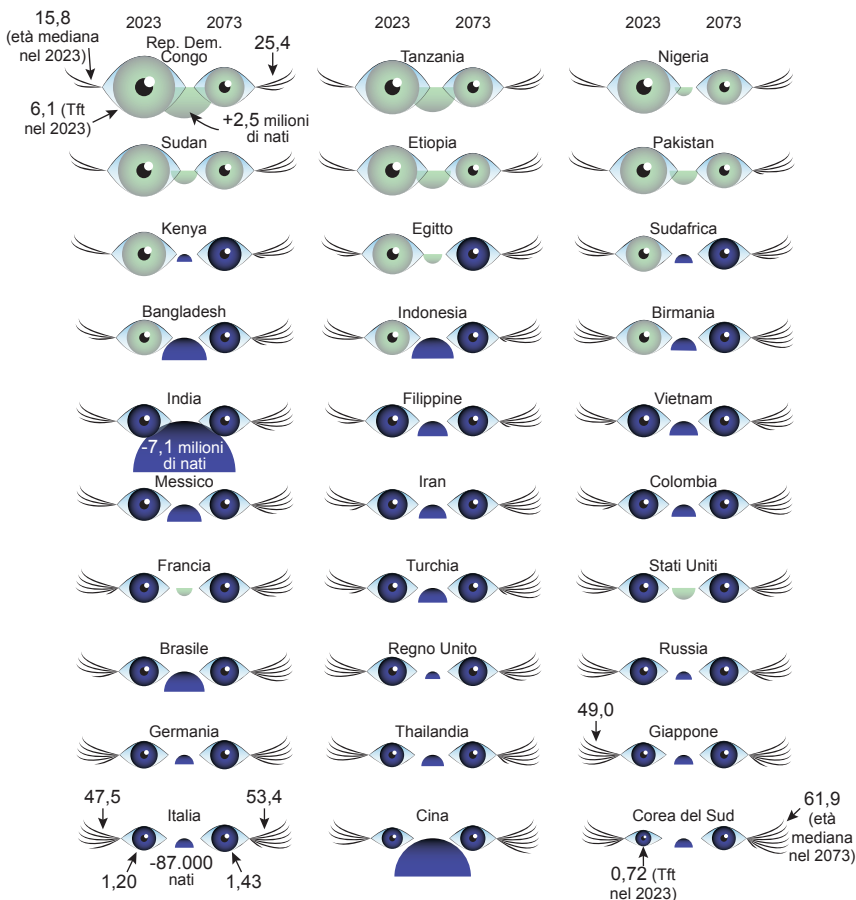 2023 2073 2023 2073 2023 2073
15,8
(età mediana
nel 2023)
Rep. Dem.
Congo
25,4
Tanzania
Nigeria
6,1 (Tft
nel 2023)
+2,5 milioni
di nati
Sudan
Etiopia
Pakistan
Kenya
Egitto
Sudafrica
Bangladesh
Indonesia
Birmania
India
Filippine
Vietnam
-7,1 milioni
di nati
Messico
Iran
Colombia
Francia
Turchia
Stati Uniti
Brasile
Regno Unito
Russia
Germania
Thailandia
49,0
Giappone
47,5
Italia
53,4
Cina
Corea del Sud
61,9
(età
mediana
nel 2073)
1,20
-87.000
nati
1,43
0,72 (Tft
nel 2023)